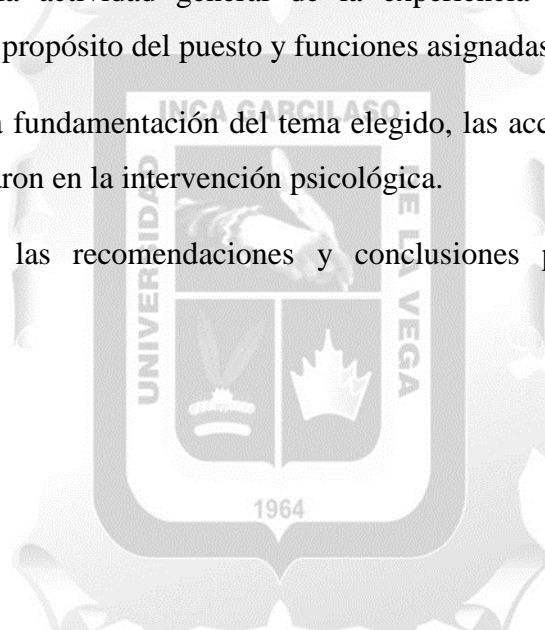 a actividad general de la experiencia
propósito del puesto y funciones asignadas
INCA GARCILASO
a fundamentación del tema elegido, las acc
aron en la intervención psicológica.
las recomendaciones y conclusiones p
UNIVERSIDAD
DE LA VEGA
1964